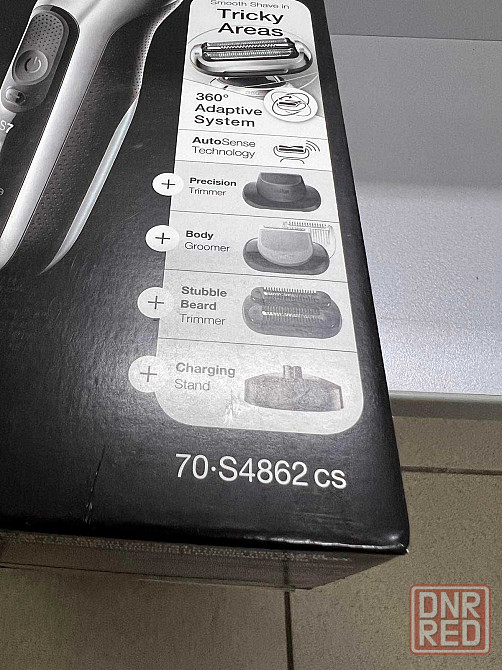 Smooth Shave in
Tricky
Areas
360°
Adaptive
System
AutoSense
Technology
+ Precision
Trimmer
+ Body
Groomer
+ Stubble
Beard
Trimmer
+ Charging
Stand
S7
70·S4862 cs
DNR
RED